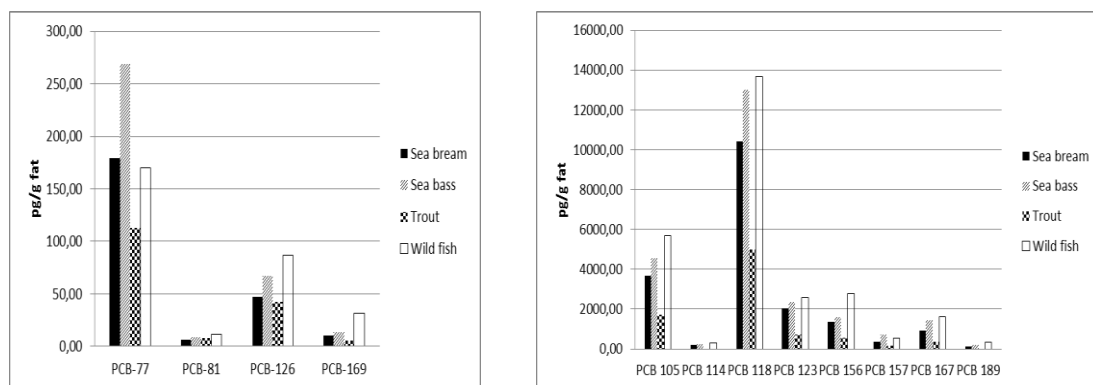 pg/g fat
300,00
250,00
200,00
150,00
100,00
50,00
0,00
PCB-77 PCB-81 PCB-126 PCB-169
Sea bream
Sea bass
Trout
Wild fish
pg/g fat
16000,00
14000,00
12000,00
10000,00
8000,00
6000,00
4000,00
2000,00
0,00
PCB 105 PCB 114 PCB 118 PCB 123 PCB 156 PCB 157 PCB 167 PCB 189
Sea bream
Sea bass
Trout
Wild fish